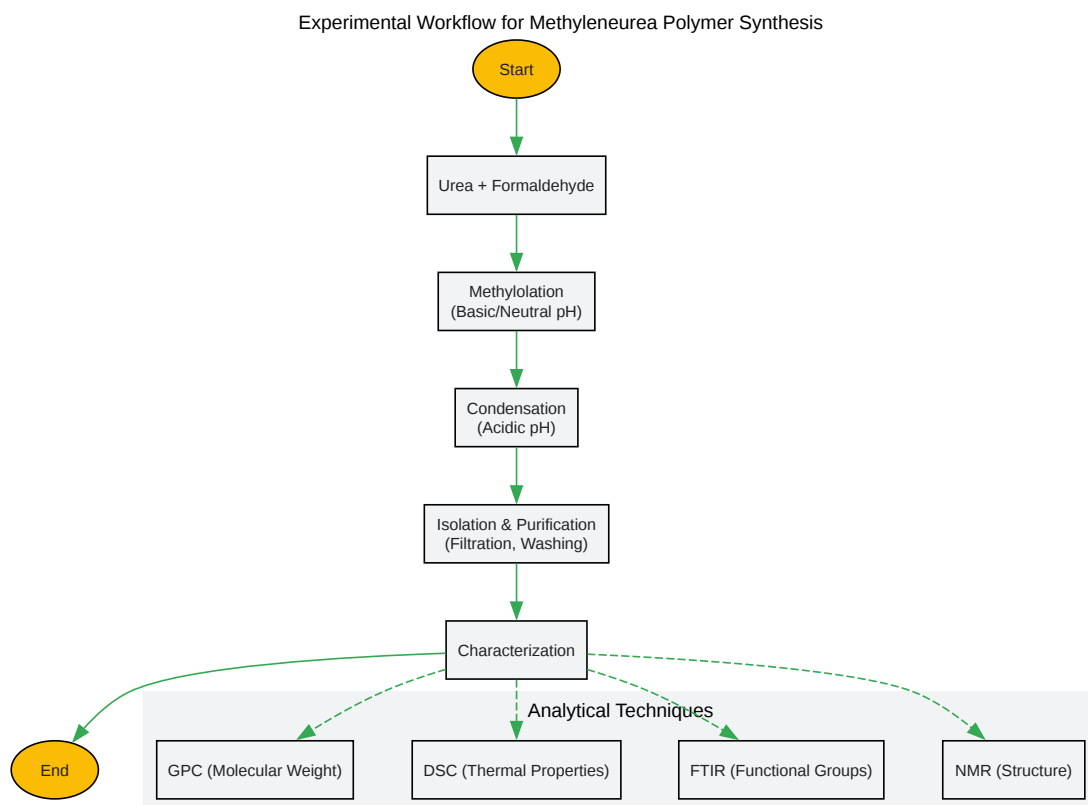 Experimental Workflow for Methyleneurea Polymer Synthesis
Start
Urea + Formaldehyde
Methylolation
(Basic/Neutral pH)
Condensation
(Acidic pH)
Isolation & Purification
(Filtration, Washing)
Characterization
Analytical Techniques
End
GPC (Molecular Weight)
DSC (Thermal Properties)
FTIR (Functional Groups)
NMR (Structure)